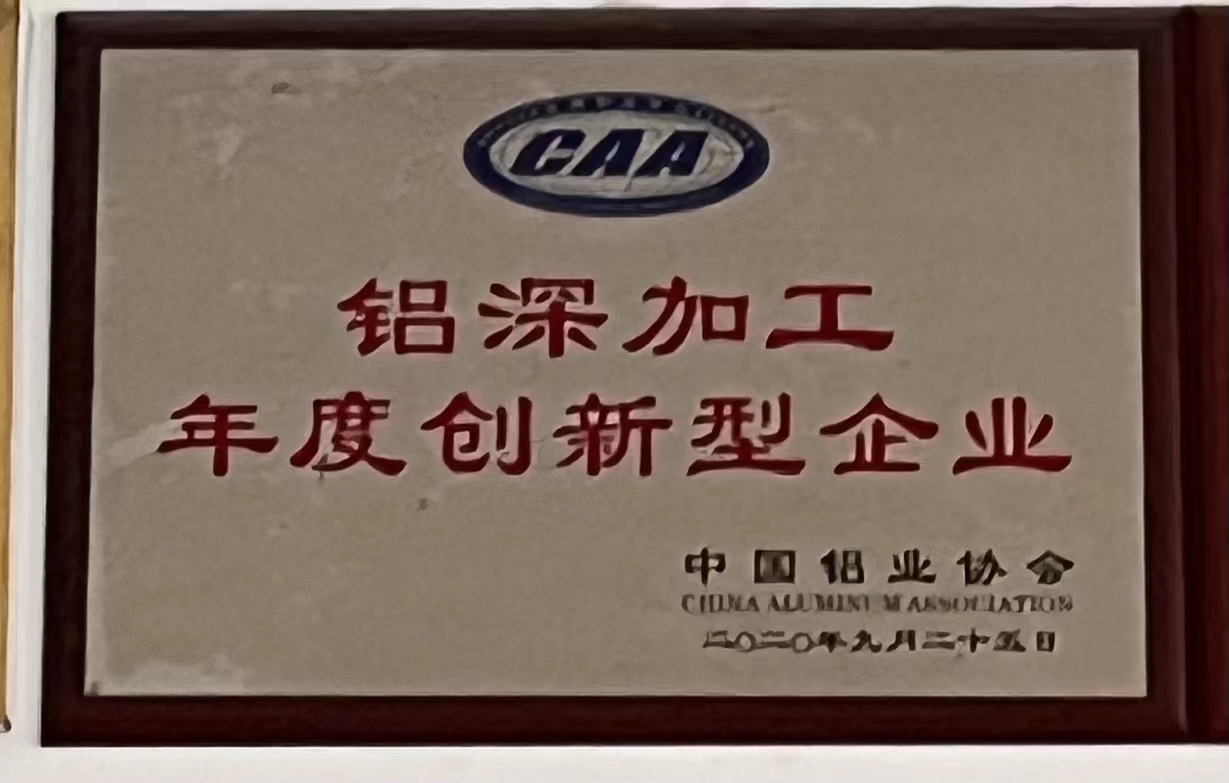 CAA
铝深加工
年度创新型企业
中国铝业协会
CHINA ALUMINUM ASSOCIATION
二〇二〇年九月二十五日